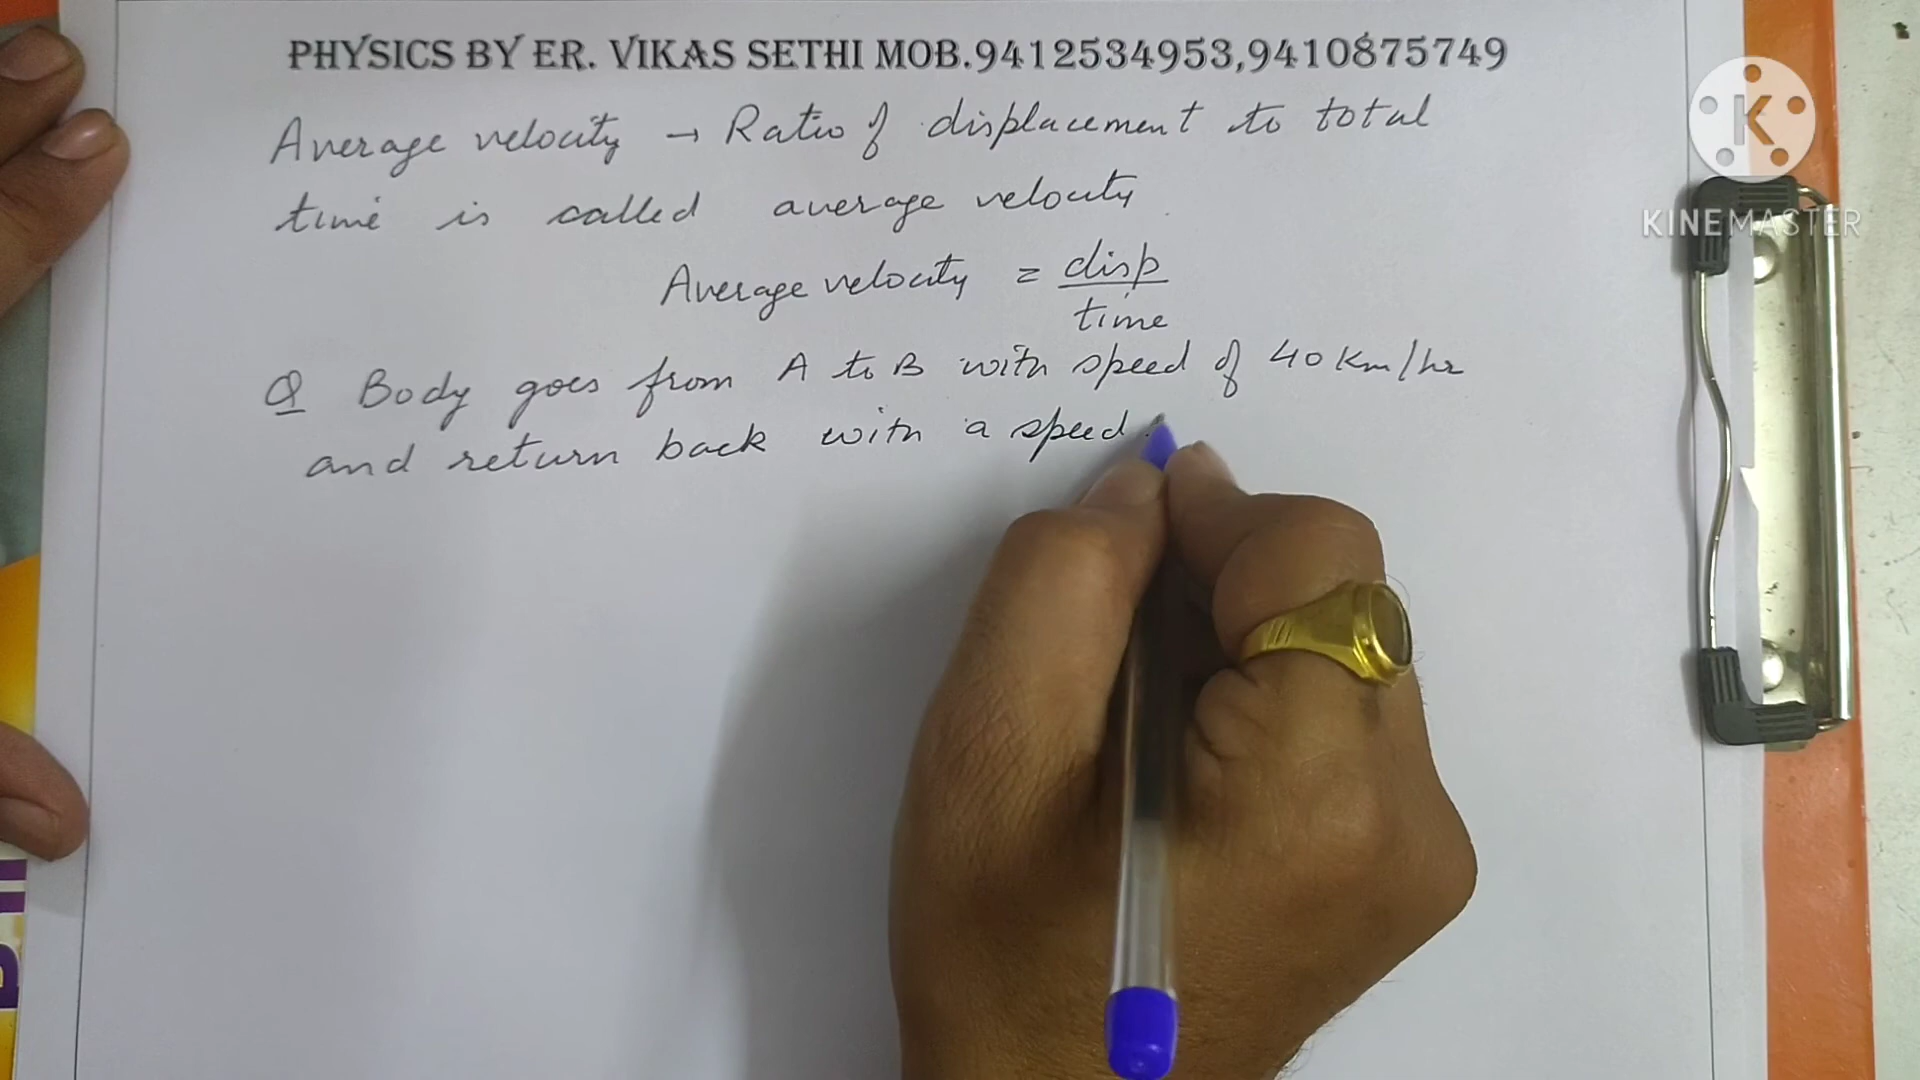 PHYSICS BY ER. VIKAS SETHI MOB.9412534953,9410875749
Average velocity → Ratio of displacement to total
time is called average velocity
Average velocity = disp
time
Q Body goes from A to B with speed of 40 Km/hr
and return back with a speed
K
KINEMASTER